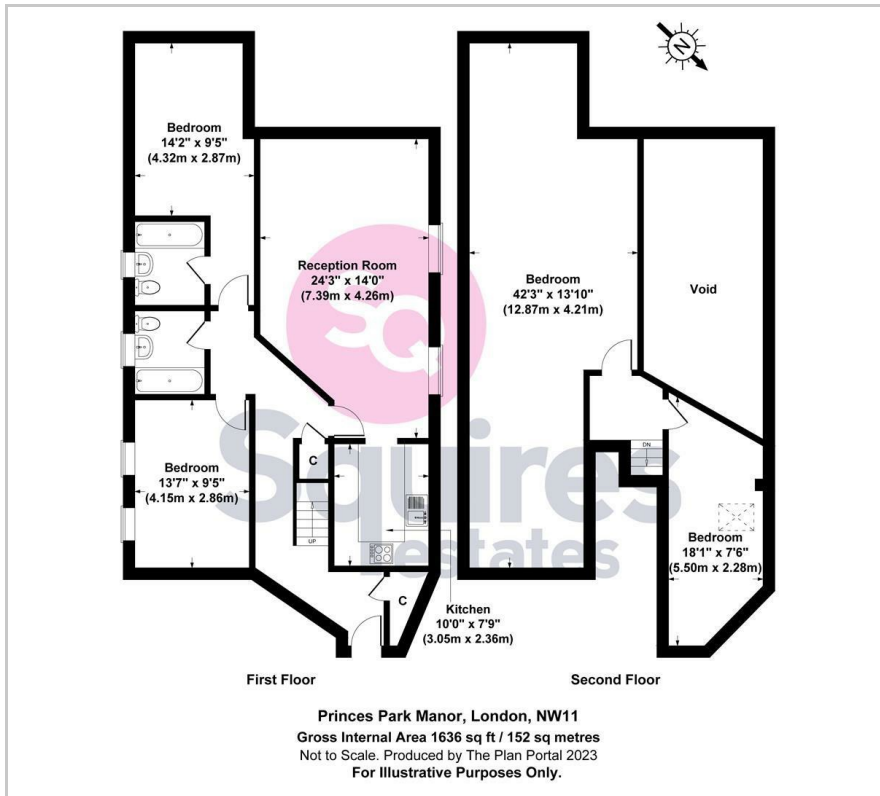 N
Bedroom
14'2" x 9'5"
(4.32m x 2.87m)
Reception Room
24'3" x 14'0"
(7.39m x 4.26m)
Bedroom
13'7" x 9'5"
(4.15m x 2.86m)
C
UP
C
Kitchen
10'0" x 7'9"
(3.05m x 2.36m)
First Floor
Bedroom
42'3" x 13'10"
(12.87m x 4.21m)
Void
DN
Bedroom
18'1" x 7'6"
(5.50m x 2.28m)
Second Floor
SQ
Squires
Estates
Princes Park Manor, London, NW11
Gross Internal Area 1636 sq ft / 152 sq metres
Not to Scale. Produced by The Plan Portal 2023
For Illustrative Purposes Only.